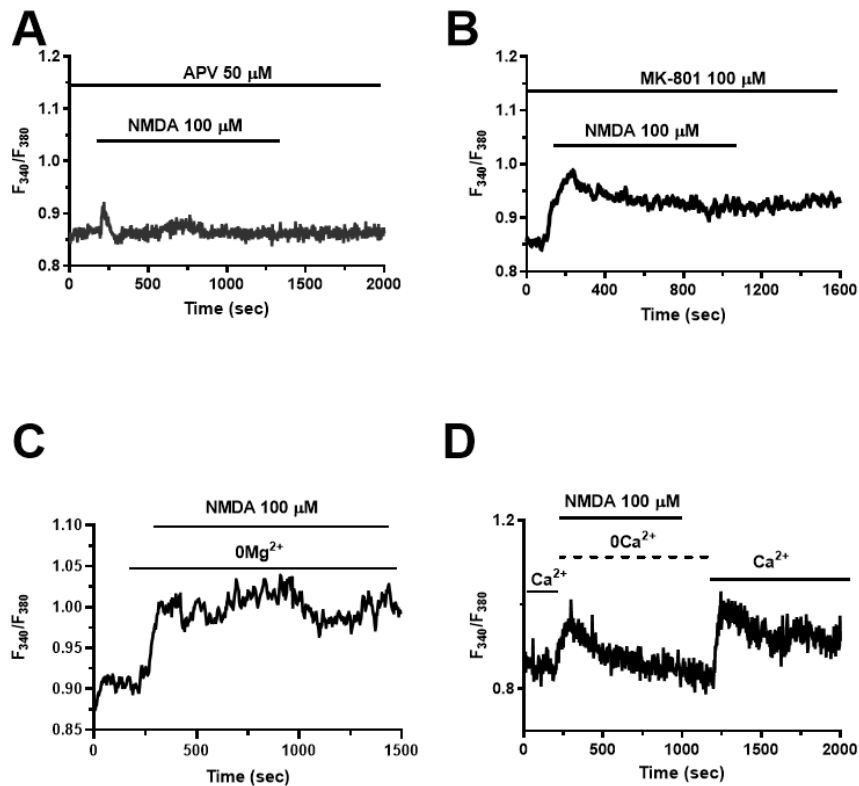 A
1.2
APV 50 μM
1.1
NMDA 100 μM
1.0
F340/F380
0.9
0.8
0 500 1000 1500 2000
Time (sec)
B
1.2
MK-801 100 μM
1.1
NMDA 100 μM
1.0
F340/F380
0.9
0.8
0 400 800 1200 1600
Time (sec)
C
NMDA 100 μM
1.10
0Mg2+
1.05
1.00
F340/F380
0.95
0.90
0.85
0 500 1000 1500
Time (sec)
D
NMDA 100 μM
1.2
0Ca2+
Ca2+
Ca2+
1.0
F340/F380
0.8
0 500 1000 1500 2000
Time (sec)